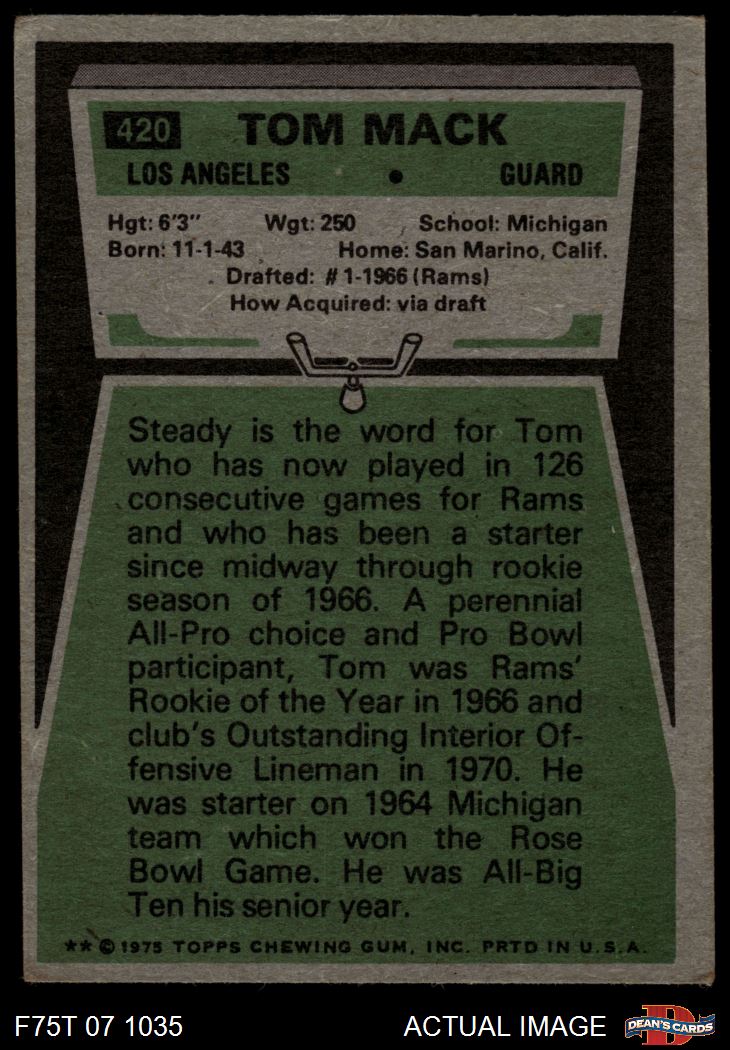 420 TOM MACK
LOS ANGELES • GUARD
Hgt: 6'3" Wgt: 250 School: Michigan
Born: 11-1-43 Home: San Marino, Calif.
Drafted: #1-1966 (Rams)
How Acquired: via draft
Steady is the word for Tom
who has now played in 126
consecutive games for Rams
and who has been a starter
since midway through rookie
season of 1966. A perennial
All-Pro choice and Pro Bowl
participant, Tom was Rams'
Rookie of the Year in 1966 and
club's Outstanding Interior Of-
fensive Lineman in 1970. He
was starter on 1964 Michigan
team which won the Rose
Bowl Game. He was All-Big
Ten his senior year.
** © 1975 TOPPS CHEWING GUM, INC. PRTD IN U.S.A.
F75T 07 1035 ACTUAL IMAGE D DEAN'S CARDS